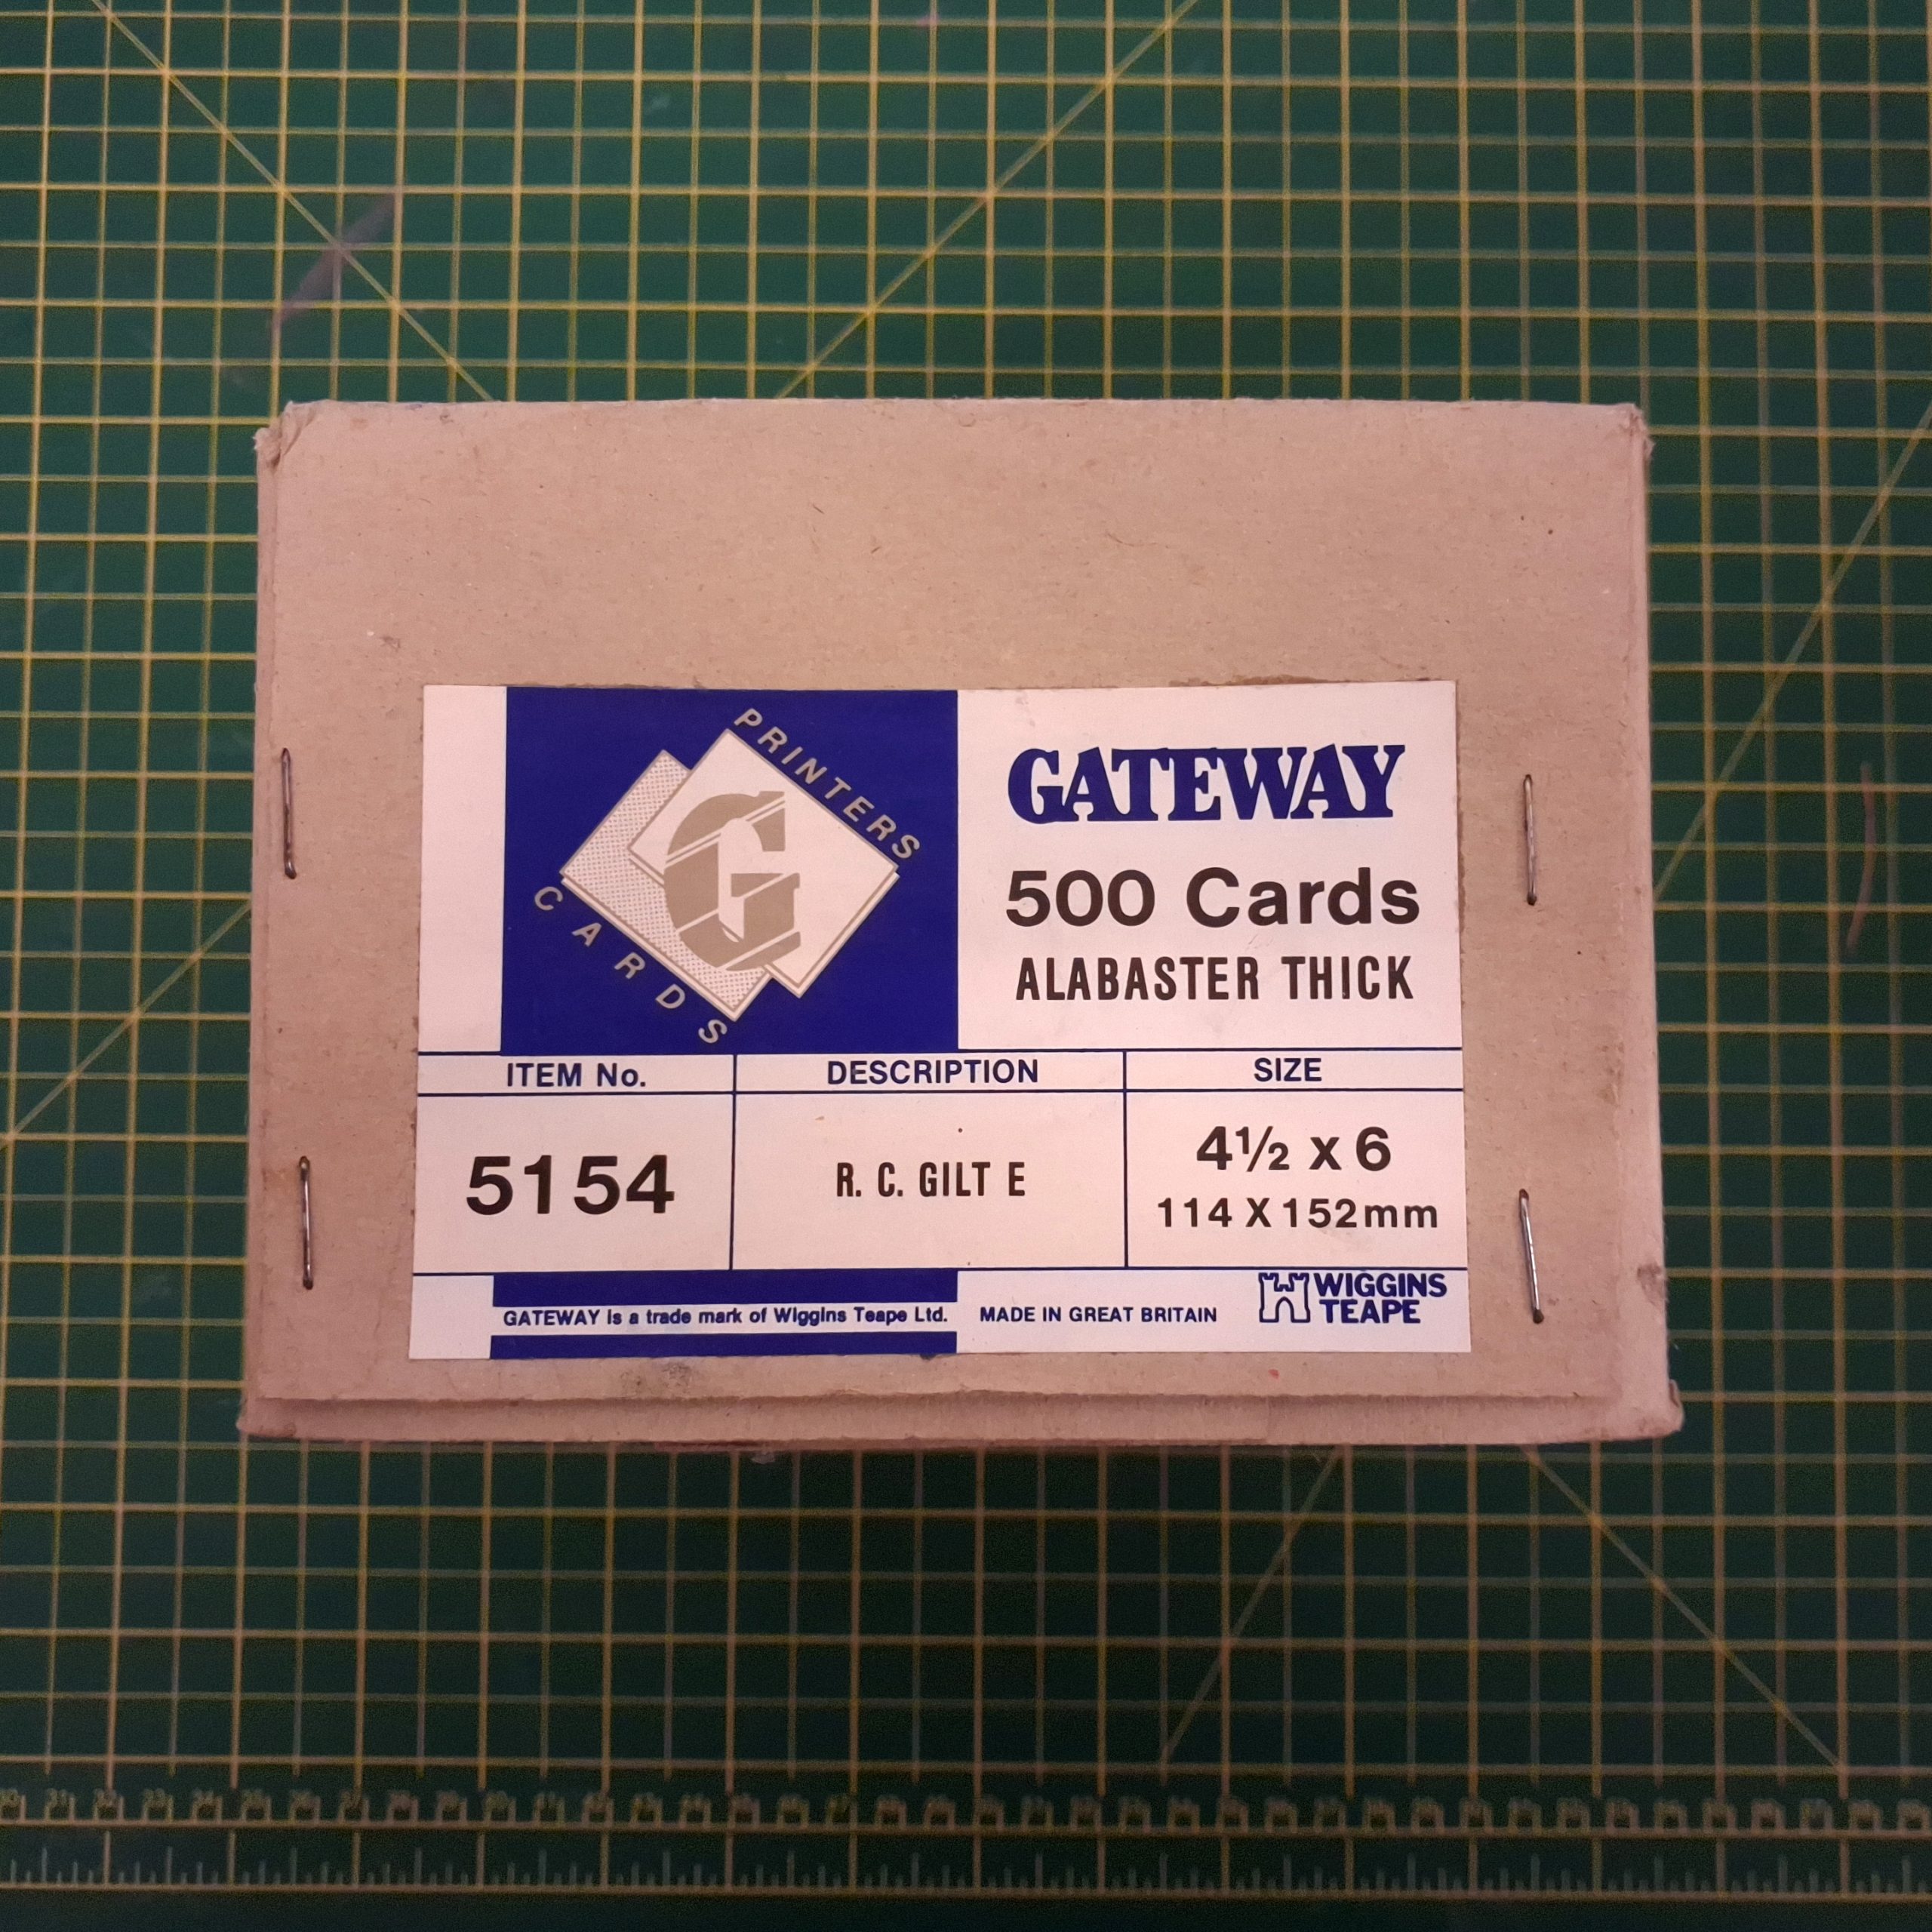 PRINTERS
CARDS
G
GATEWAY
500 Cards
ALABASTER THICK
ITEM No.
DESCRIPTION
SIZE
5154
R. C. GILT E
4½ x 6
114 X 152mm
GATEWAY is a trade mark of Wiggins Teape Ltd.
MADE IN GREAT BRITAIN
WIGGINS
TEAPE